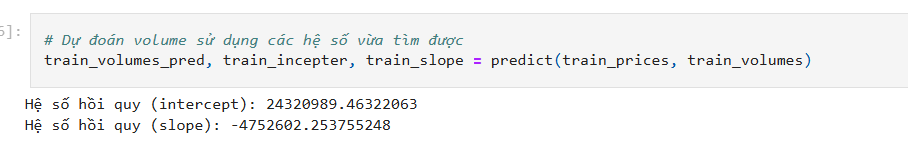 5]:
# Dự đoán volume sử dụng các hệ số vừa tìm được
train_volumes_pred, train_incepter, train_slope = predict(train_prices, train_volumes)
Hệ số hồi quy (intercept): 24320989.46322063
Hệ số hồi quy (slope): -4752602.253755248